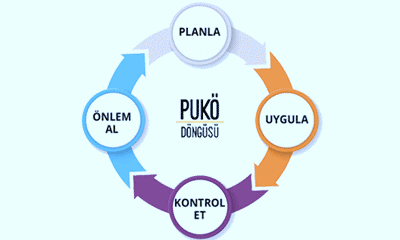 PLANLA
UYGULA
KONTROL
ET
ÖNLEM
AL
PUKÖ
DÖNGÜSÜ